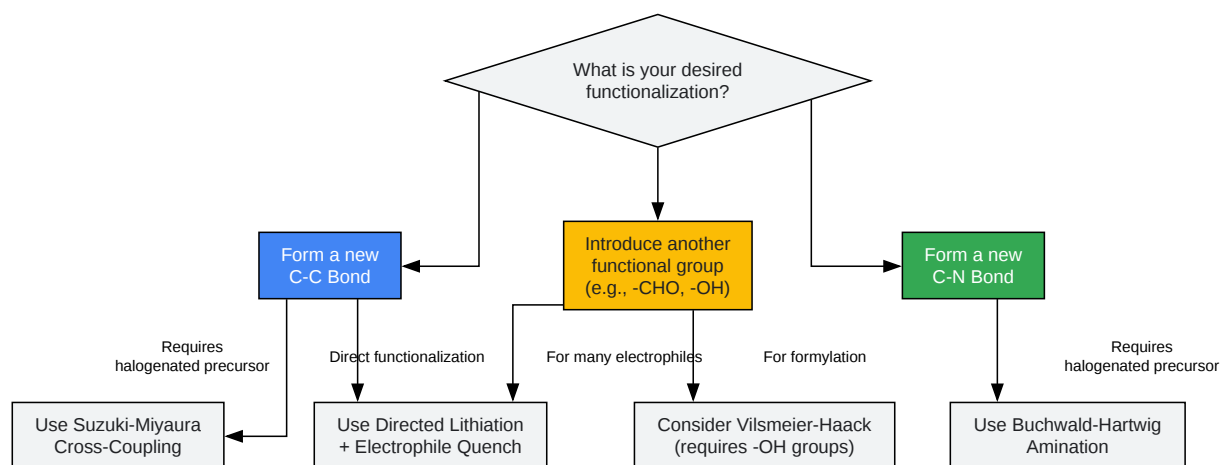 What is your desired
functionalization?
Form a new
C-C Bond
Introduce another
functional group
(e.g., -CHO, -OH)
Form a new
C-N Bond
Requires
halogenated precursor
Direct functionalization
For many electrophiles
For formylation
Requires
halogenated precursor
Use Suzuki-Miyaura
Cross-Coupling
Use Directed Lithiation
+ Electrophile Quench
Consider Vilsmeier-Haack
(requires -OH groups)
Use Buchwald-Hartwig
Amination